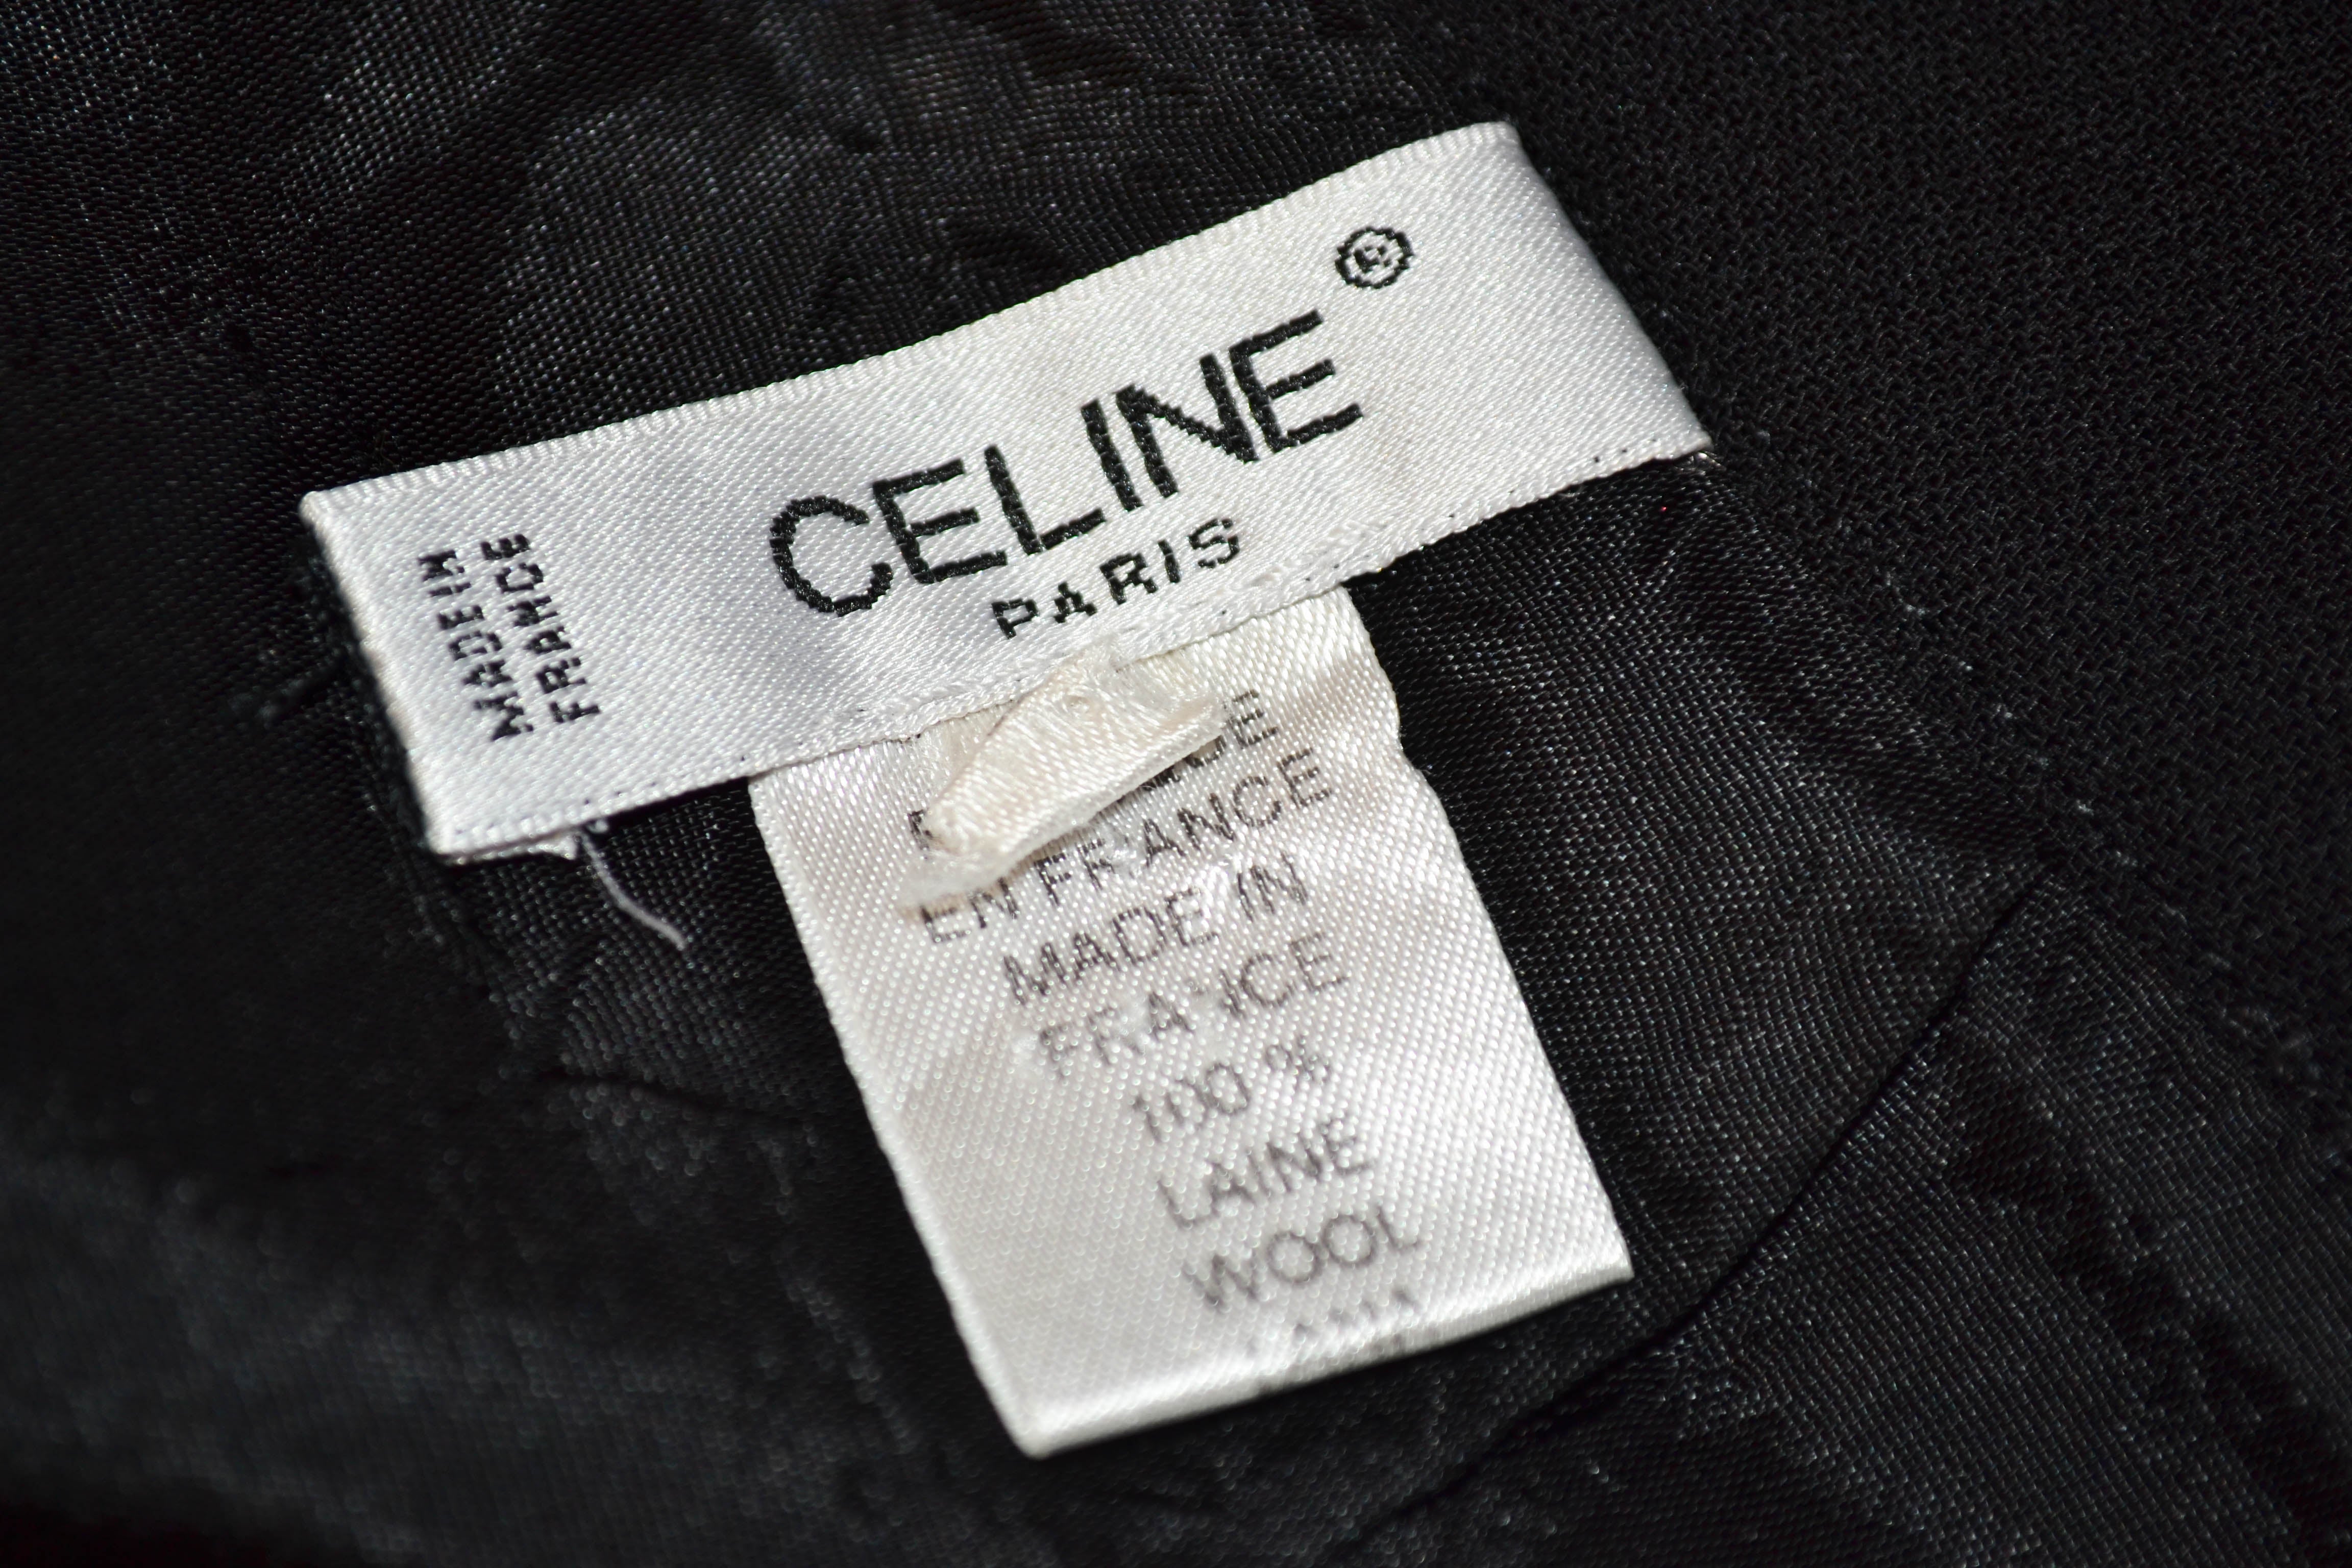 CELINE®
PARIS
MADE IN
FRANCE
EN FRANCE
MADE IN
FRANCE
100 %
LAINE
WOOL